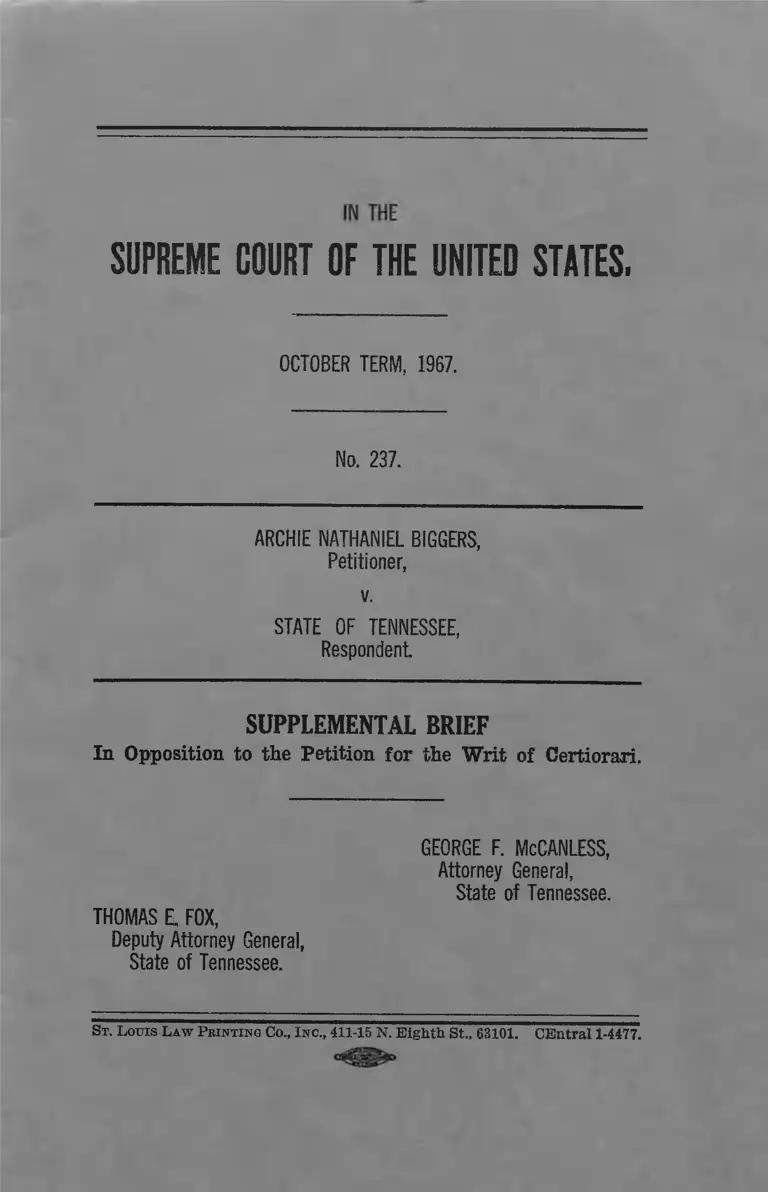 IN THE
SUPREME COURT OF THE UNITED STATES.
OCTOBER TERM, 1967.
No. 237.
ARCHIE NATHANIEL BIGGERS,
Petitioner,
v.
STATE OF TENNESSEE,
Respondent.
SUPPLEMENTAL BRIEF
In Opposition to the Petition for the Writ of Certiorari.
GEORGE F. McCANLESS,
Attorney General,
State of Tennessee.
THOMAS E. FOX,
Deputy Attorney General,
State of Tennessee.
ST. LOUIS LAW PRINTING CO., INC., 411-15 N. Eighth St., 63101. CEntral 1-4477.